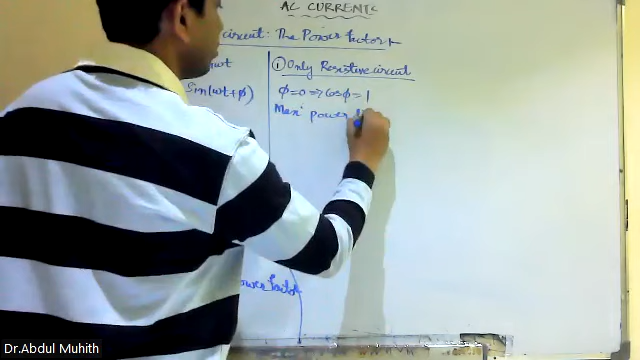 AC CURRENTS
circuit: The Power factor
ωt
Sin(ωt+ϕ)
① Only Resistive circuit
ϕ=0 ⇒ Cosϕ = 1
Max' power
power factor
Dr.Abdul Muhith